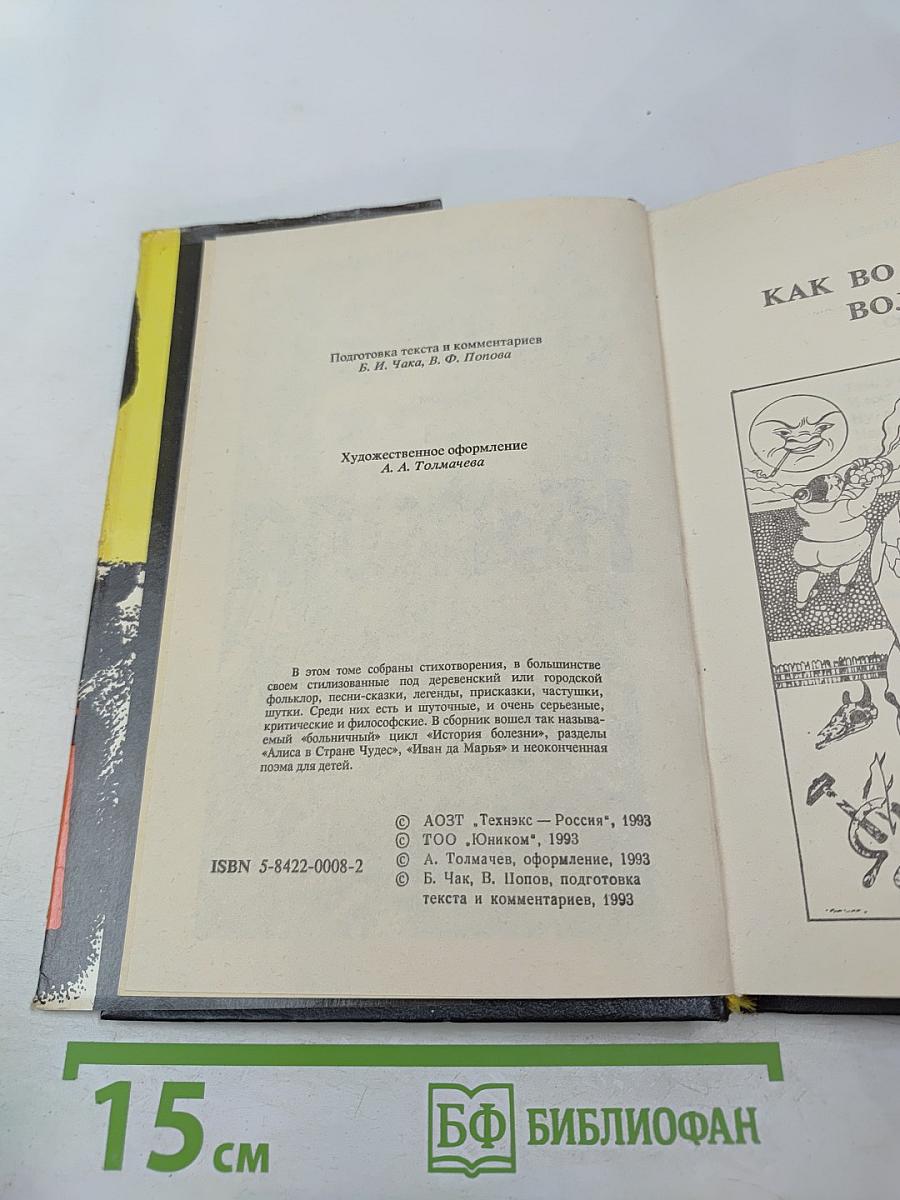 Подготовка текста и комментариев
Б. И. Чака, В. Ф. Попова
Художественное оформление
А. А. Толмачева
В этом томе собраны стихотворения, в большинстве
своем стилизованные под деревенский или городской
фольклор, песни-сказки, легенды, присказки, частушки,
шутки. Среди них есть и шуточные, и очень серьезные,
критические и философские. В сборник вошел так называ-
емый «больничный» цикл «История болезни», разделы
«Алиса в Стране Чудес», «Иван да Марья» и неоконченная
поэма для детей.
ISBN 5-8422-0008-2
© АОЗТ „Технэкс — Россия“, 1993
© ТОО „Юником“, 1993
© А. Толмачев, оформление, 1993
© Б. Чак, В. Попов, подготовка
текста и комментариев, 1993
КАК ВО
15 см
БФ БИБЛИОФАН